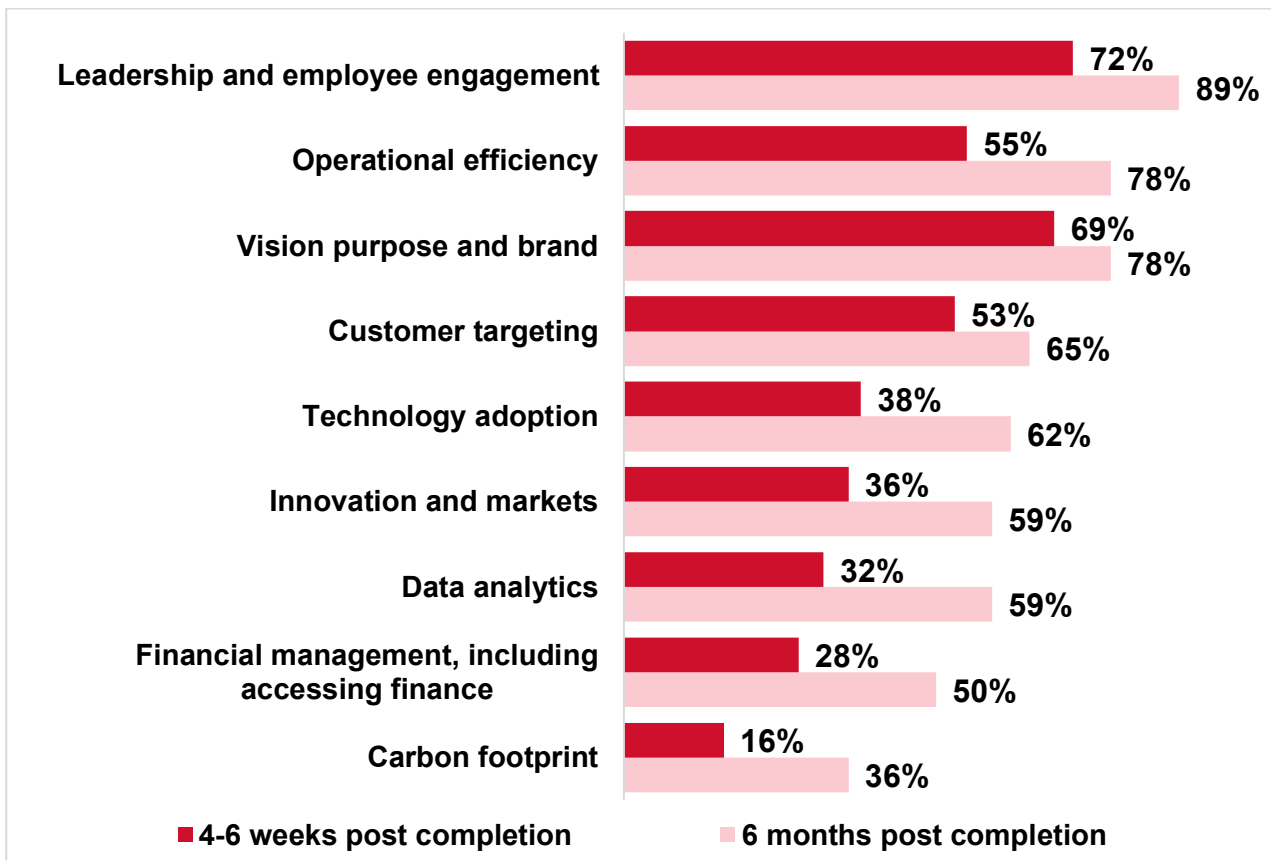 Leadership and employee engagement
72%
89%
Operational efficiency
55%
78%
Vision purpose and brand
69%
78%
Customer targeting
53%
65%
Technology adoption
38%
62%
Innovation and markets
36%
59%
Data analytics
32%
59%
Financial management, including
accessing finance
28%
50%
Carbon footprint
16%
36%
4-6 weeks post completion
6 months post completion